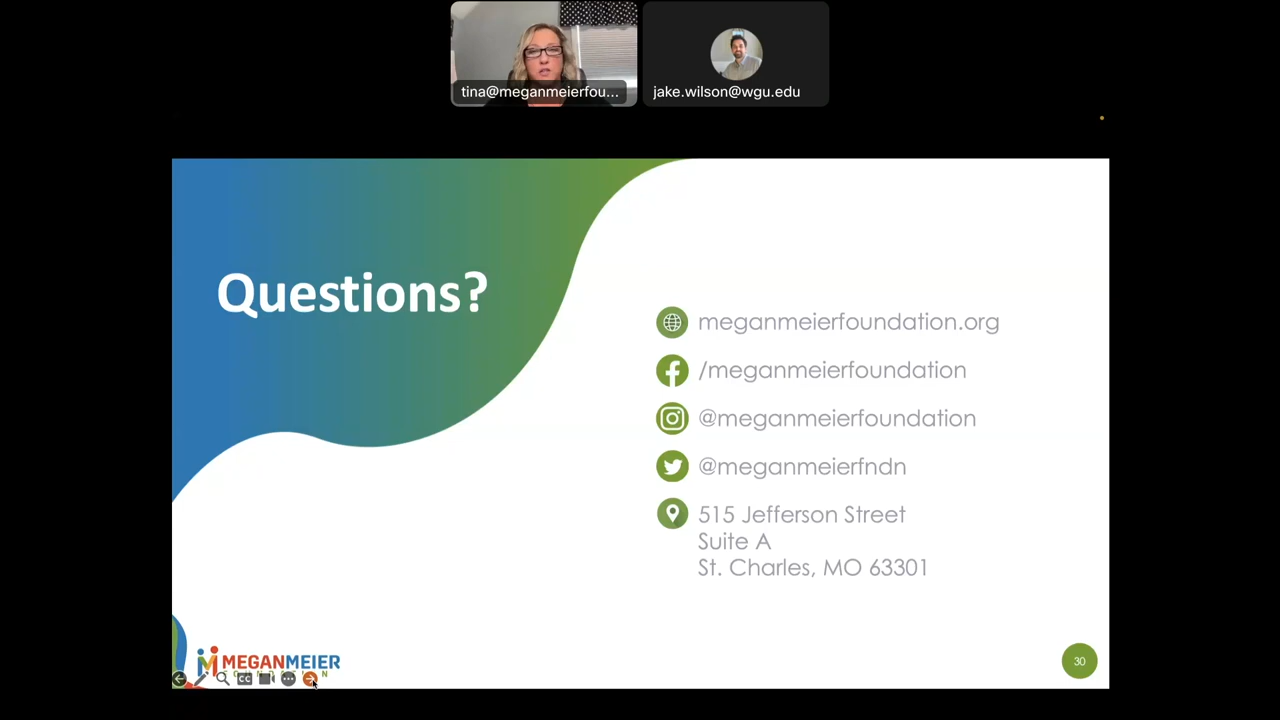 tina@meganmeierfou...
jake.wilson@wgu.edu
Questions?
meganmeierfoundation.org
/meganmeierfoundation
@meganmeierfoundation
@meganmeierfndn
515 Jefferson Street
Suite A
St. Charles, MO 63301
MEGANMEIER
CC
30